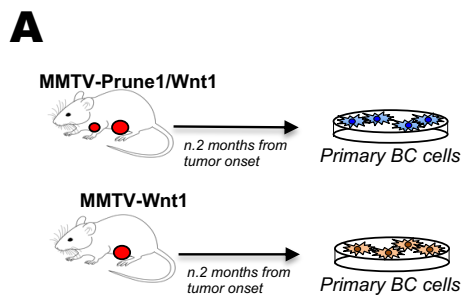 A
MMTV-Prune1/Wnt1
n.2 months from
tumor onset
Primary BC cells
MMTV-Wnt1
n.2 months from
tumor onset
Primary BC cells